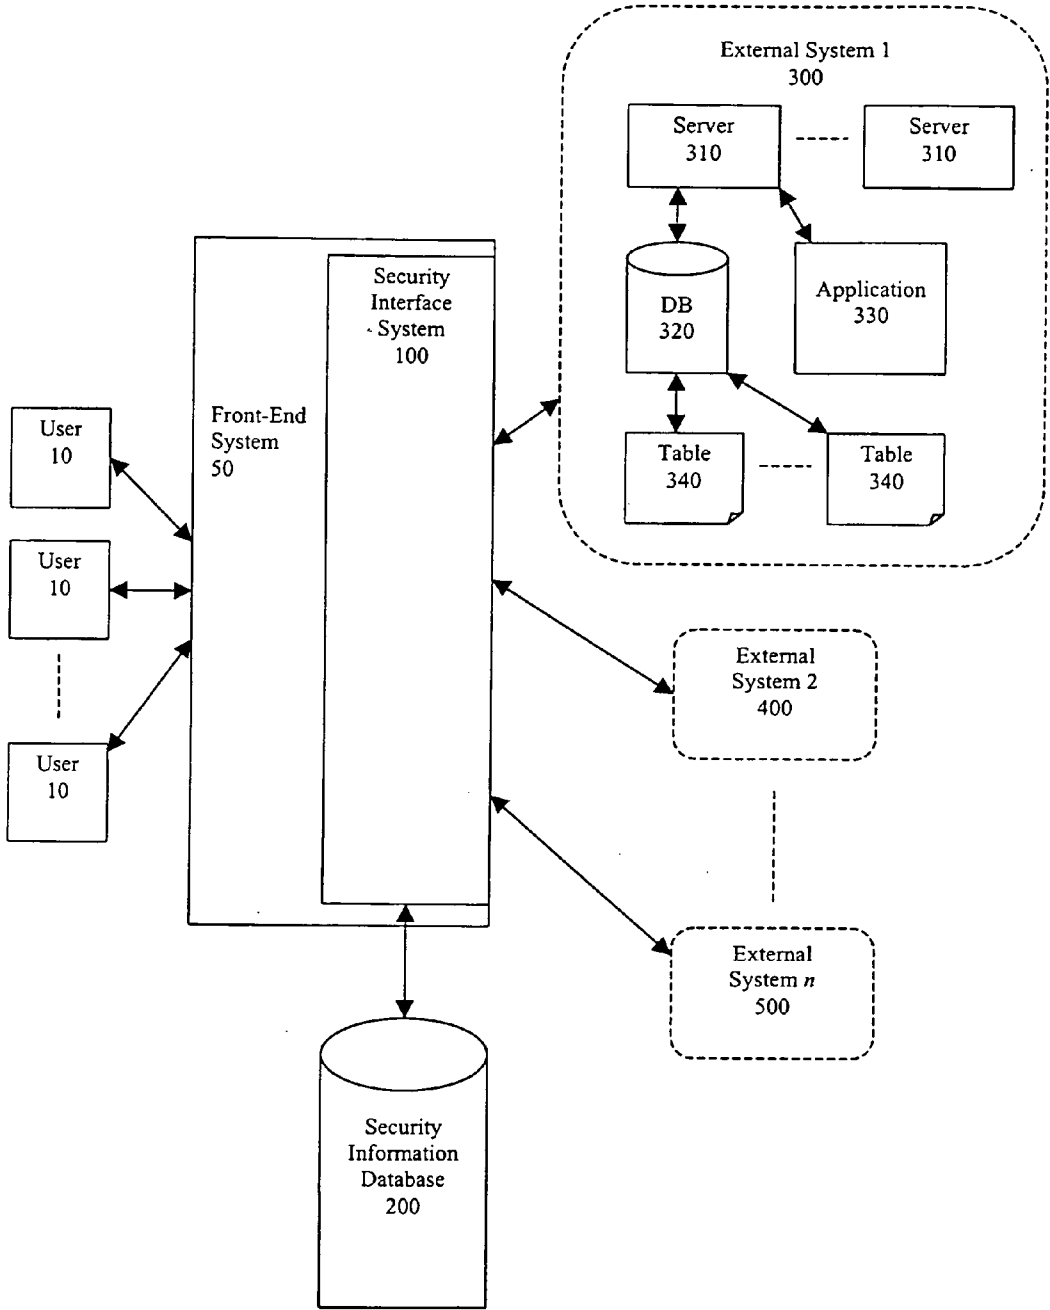 External System 1
300
Server
310
Server
310
DB
320
Application
330
Table
340
Table
340
Security
Interface
System
100
Front-End
System
50
User
10
User
10
User
10
External
System 2
400
External
System n
500
Security
Information
Database
200